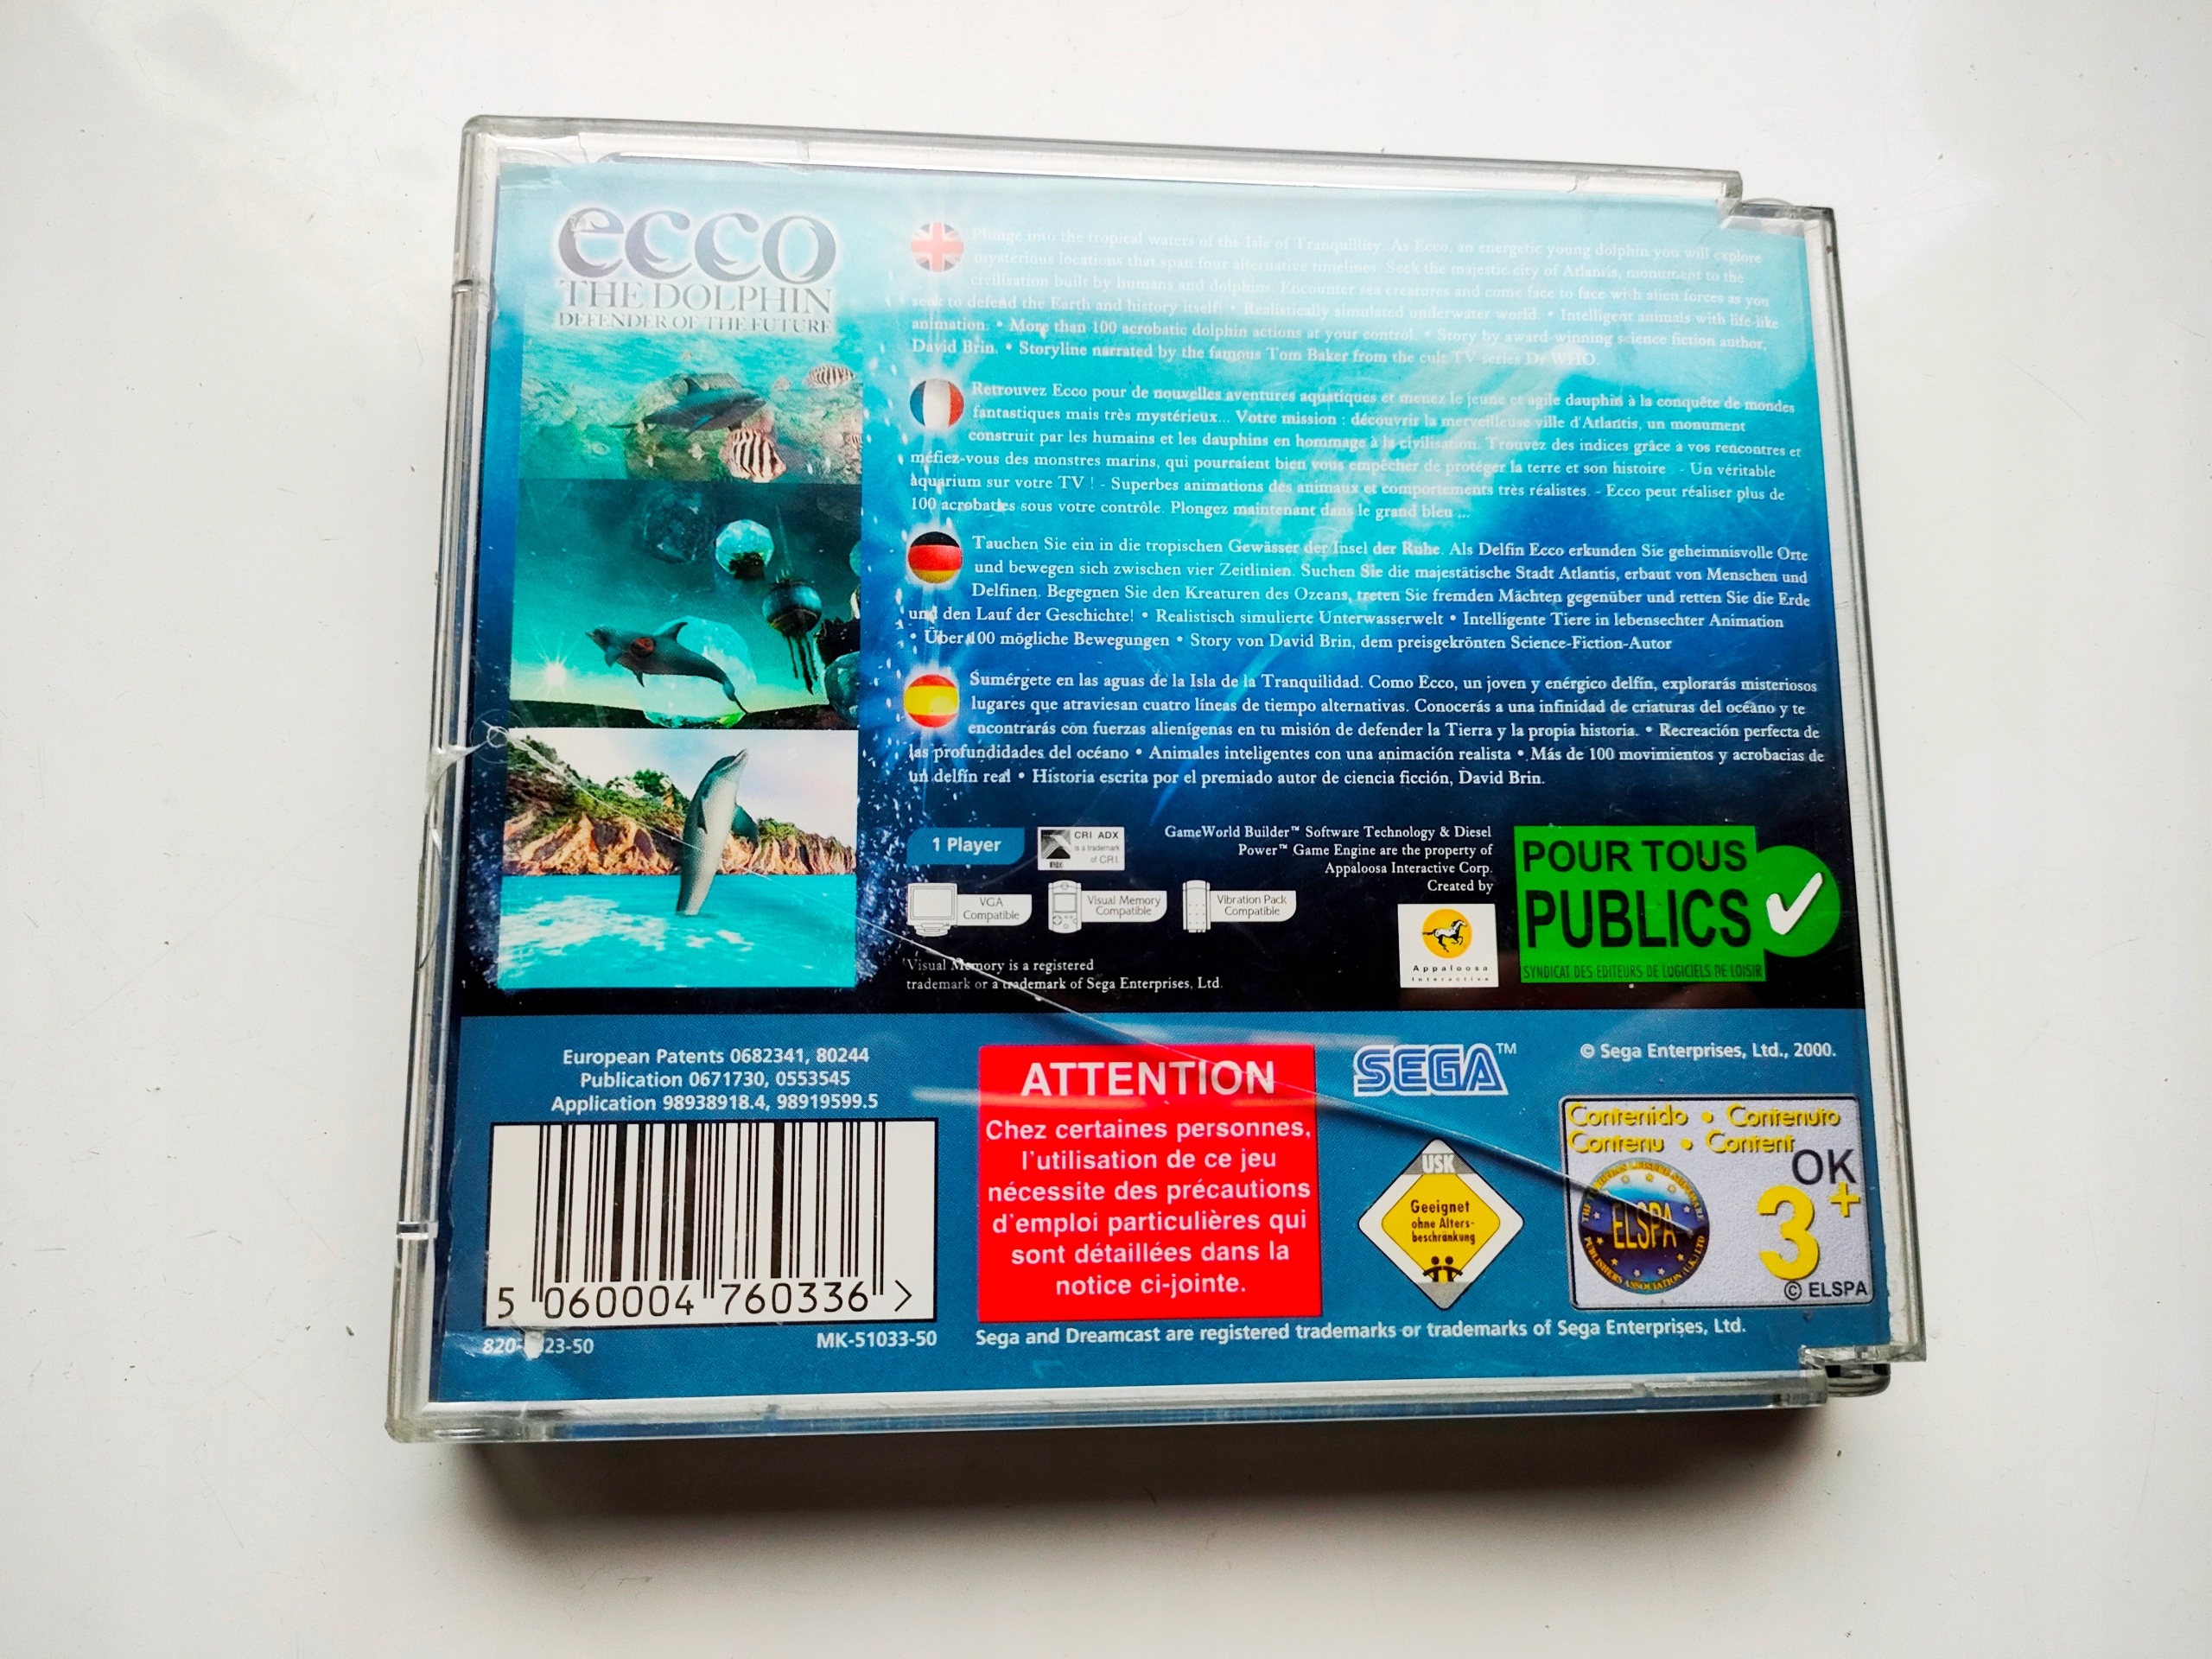 ecco
THE DOLPHIN
DEFENDER OF THE FUTURE
Plunge into the tropical waters of the Isle of Tranquillity. As Ecco, an energetic young dolphin you will explore
mysterious locations that span four alternative timelines. Seek the majestic city of Atlantis, monument to the
civilisation built by humans and dolphins. Encounter sea creatures and come face to face with alien forces as you
seek to defend the Earth and history itself! • Realistically simulated underwater world. • Intelligent animals with life-like
animation. • More than 100 acrobatic dolphin actions at your control. • Story by award-winning science fiction author,
David Brin. • Storyline narrated by the famous Tom Baker from the cult TV series Dr WHO.
Retrouvez Ecco pour de nouvelles aventures aquatiques et menez le jeune et agile dauphin à la conquête de mondes
fantastiques mais très mystérieux... Votre mission : découvrir la merveilleuse ville d'Atlantis, un monument
construit par les humains et les dauphins en hommage à la civilisation. Trouvez des indices grâce à vos rencontres et
méfiez-vous des monstres marins, qui pourraient bien vous empêcher de protéger la terre et son histoire . - Un véritable
aquarium sur votre TV ! - Superbes animations des animaux et comportements très réalistes. - Ecco peut réaliser plus de
100 acrobaties sous votre contrôle. Plongez maintenant dans le grand bleu ...
Tauchen Sie ein in die tropischen Gewässer der Insel der Ruhe. Als Delfin Ecco erkunden Sie geheimnisvolle Orte
und bewegen sich zwischen vier Zeitlinien. Suchen Sie die majestätische Stadt Atlantis, erbaut von Menschen und
Delfinen. Begegnen Sie den Kreaturen des Ozeans, treten Sie fremden Mächten gegenüber und retten Sie die Erde
und den Lauf der Geschichte! • Realistisch simulierte Unterwasserwelt • Intelligente Tiere in lebensechter Animation
• Über 100 mögliche Bewegungen • Story von David Brin, dem preisgekrönten Science-Fiction-Autor
Sumérgete en las aguas de la Isla de la Tranquilidad. Como Ecco, un joven y enérgico delfín, explorarás misteriosos
lugares que atraviesan cuatro líneas de tiempo alternativas. Conocerás a una infinidad de criaturas del océano y te
encontrarás con fuerzas alienígenas en tu misión de defender la Tierra y la propia historia. • Recreación perfecta de
las profundidades del océano • Animales inteligentes con una animación realista • Más de 100 movimientos y acrobacias de
un delfín real • Historia escrita por el premiado autor de ciencia ficción, David Brin.
1 Player
CRI ADX
is a trademark
of CRI.
GameWorld Builder™ Software Technology & Diesel
Power™ Game Engine are the property of
Appaloosa Interactive Corp.
Created by
Appaloosa
Interactive
VGA
Compatible
Visual Memory
Compatible
Vibration Pack
Compatible
Visual Memory is a registered
trademark or a trademark of Sega Enterprises, Ltd.
POUR TOUS
PUBLICS
SYNDICAT DES EDITEURS DE LOGICIELS DE LOISIR
European Patents 0682341, 80244
Publication 0671730, 0553545
Application 98938918.4, 98919599.5
5 060004 760336 >
MK-51033-50
ATTENTION
Chez certaines personnes,
l'utilisation de ce jeu
nécessite des précautions
d'emploi particulières qui
sont détaillées dans la
notice ci-jointe.
SEGA™
© Sega Enterprises, Ltd., 2000.
USK
Geeignet
ohne Alters-
beschränkung
Contenido • Contenuto
Contenu • Content
OK
3+
ELSPA
THE EUROPEAN LEISURE SOFTWARE
PUBLISHERS ASSOCIATION (U.K.) LTD
© ELSPA
Sega and Dreamcast are registered trademarks or trademarks of Sega Enterprises, Ltd.